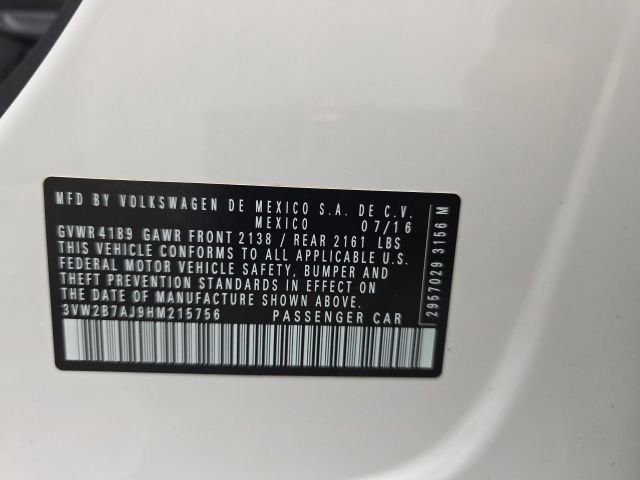 MFD BY VOLKSWAGEN DE MEXICO S.A. DE C.V.
MEXICO 07/16
GVWR 4189 GAWR FRONT 2138 / REAR 2161 LBS
THIS VEHICLE CONFORMS TO ALL APPLICABLE U.S.
FEDERAL MOTOR VEHICLE SAFETY, BUMPER AND
THEFT PREVENTION STANDARDS IN EFFECT ON
THE DATE OF MANUFACTURE SHOWN ABOVE.
3VW2B7AJ9HM215756 PASSENGER CAR
2957029 3156 M